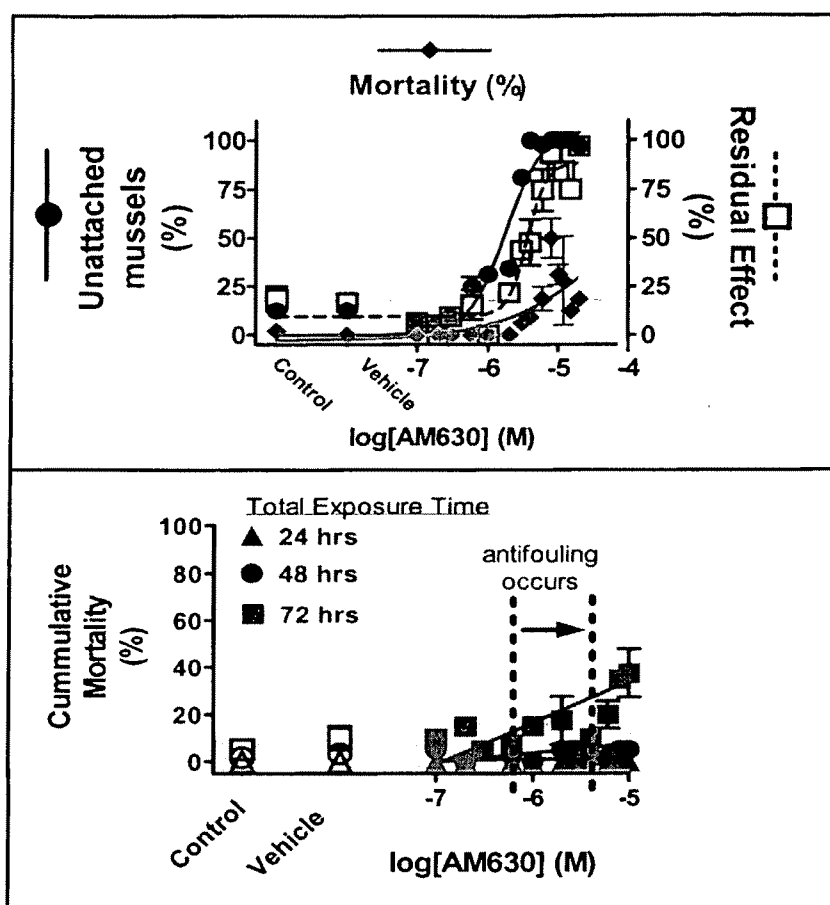 Mortality (%)
Unattached
mussels
(%)
100
75
50
25
0
100
75
50
25
0
(%)
Residual Effect
Control
Vehicle
-7
-6
-5
-4
log[AM630] (M)
Total Exposure Time
24 hrs
48 hrs
72 hrs
antifouling
occurs
Cummulative
Mortality
(%)
100
80
60
40
20
0
Control
Vehicle
-7
-6
-5
log[AM630] (M)